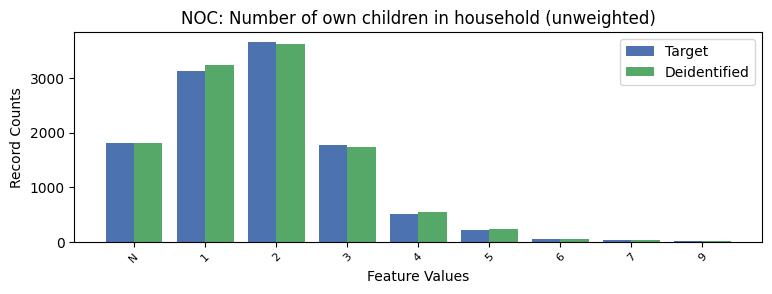 NOC: Number of own children in household (unweighted)
Target
Deidentified
Record Counts
3000
2000
1000
0
N 1 2 3 4 5 6 7 9
Feature Values